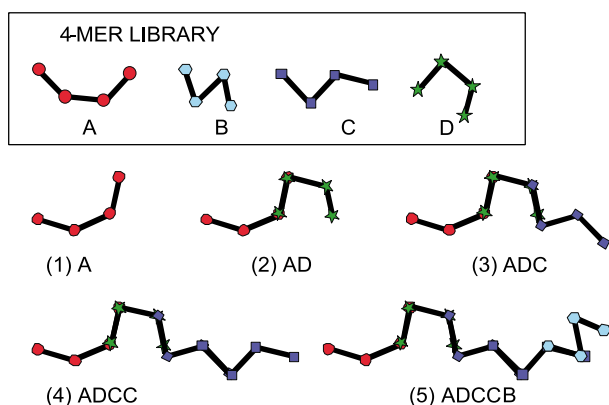 4-MER LIBRARY
A B C D
(1) A (2) AD (3) ADC
(4) ADCC (5) ADCCB